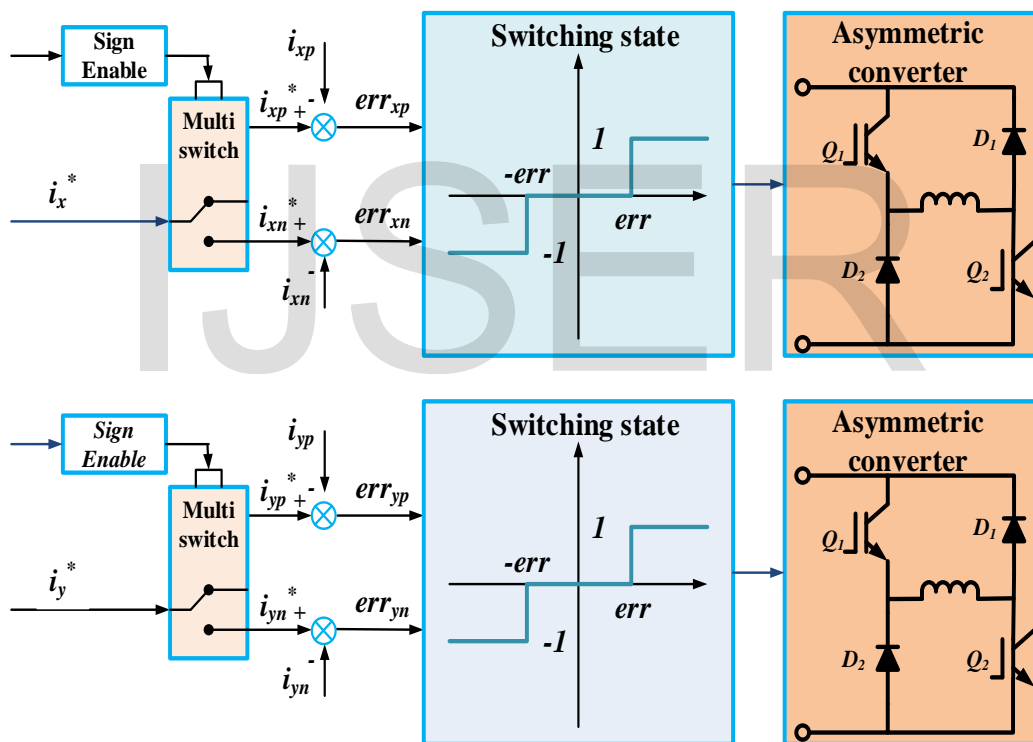 Sign
Enable
i_xp
i_xp^*
+
-
err_xp
Multi
switch
i_x^*
i_xn^*
+
-
err_xn
i_xn
Switching state
1
-err
err
-1
Asymmetric
converter
Q_1
D_1
D_2
Q_2
IJSER
Sign
Enable
i_yp
i_yp^*
+
-
err_yp
Multi
switch
i_y^*
i_yn^*
+
-
err_yn
i_yn
Switching state
1
-err
err
-1
Asymmetric
converter
Q_1
D_1
D_2
Q_2